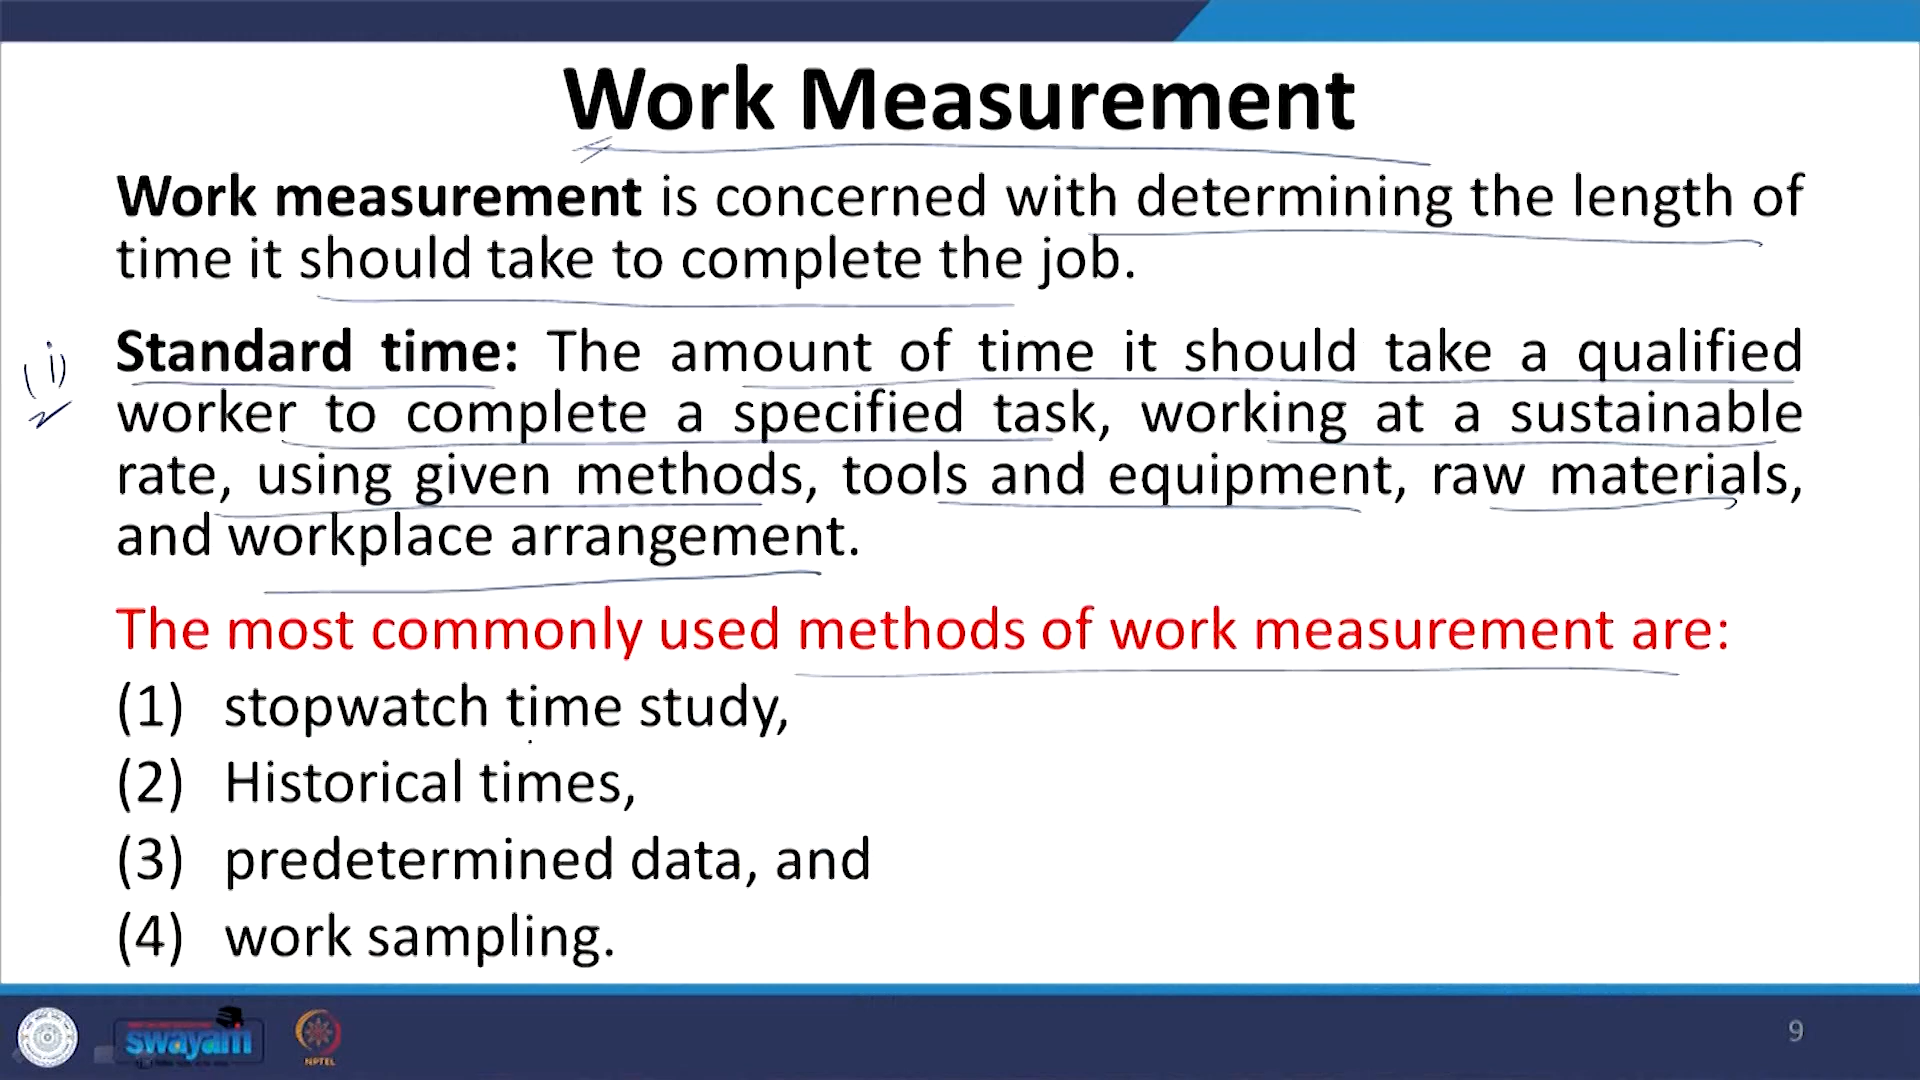 Work Measurement
Work measurement is concerned with determining the length of
time it should take to complete the job.
(i)
Standard time: The amount of time it should take a qualified
worker to complete a specified task, working at a sustainable
rate, using given methods, tools and equipment, raw materials,
and workplace arrangement.
The most commonly used methods of work measurement are:
(1) stopwatch time study,
(2) Historical times,
(3) predetermined data, and
(4) work sampling.
swayam
NPTEL
9